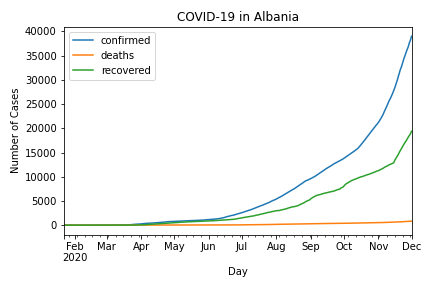 COVID-19 in Albania
confirmed
deaths
recovered
Number of Cases
40000
35000
30000
25000
20000
15000
10000
5000
0
Feb Mar Apr May Jun Jul Aug Sep Oct Nov Dec
2020
Day